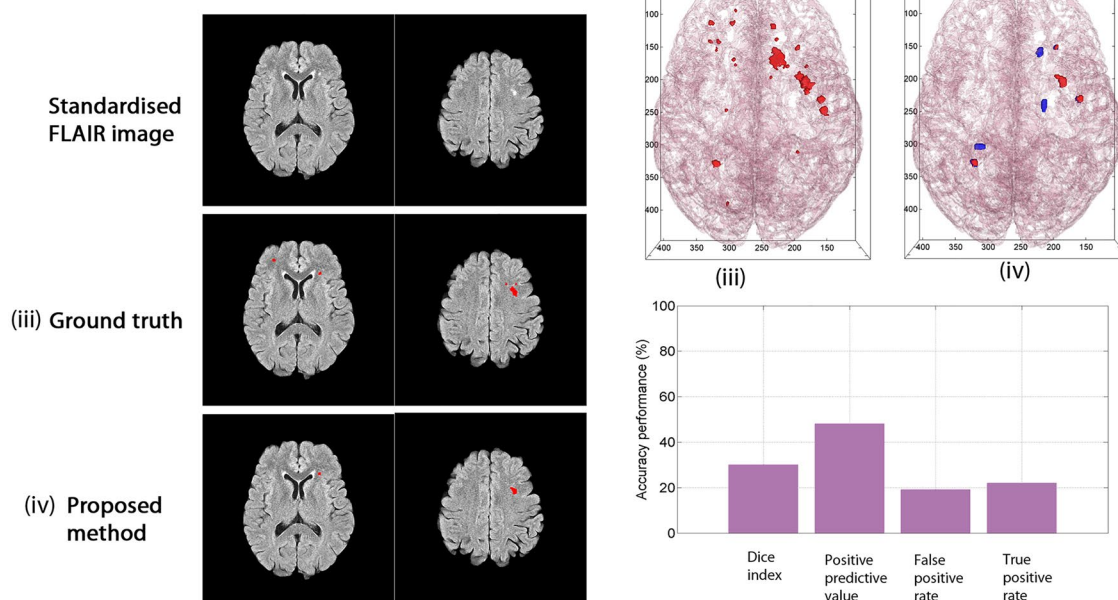 Standardised
FLAIR image
(iii) Ground truth
(iv) Proposed
method
100
150
200
250
300
350
400
400 350 300 250 200 150
(iii)
100
150
200
250
300
350
400
400 350 300 250 200 150
(iv)
Accuracy performance (%)
100
80
60
40
20
0
Dice
index
Positive
predictive
value
False
positive
rate
True
positive
rate